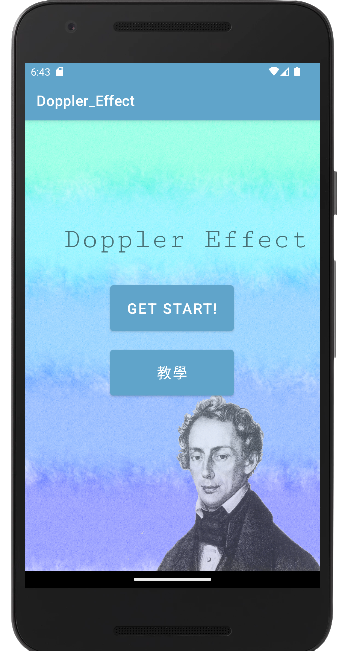 6:43
Doppler_Effect
Doppler Effect
GET START!
教學